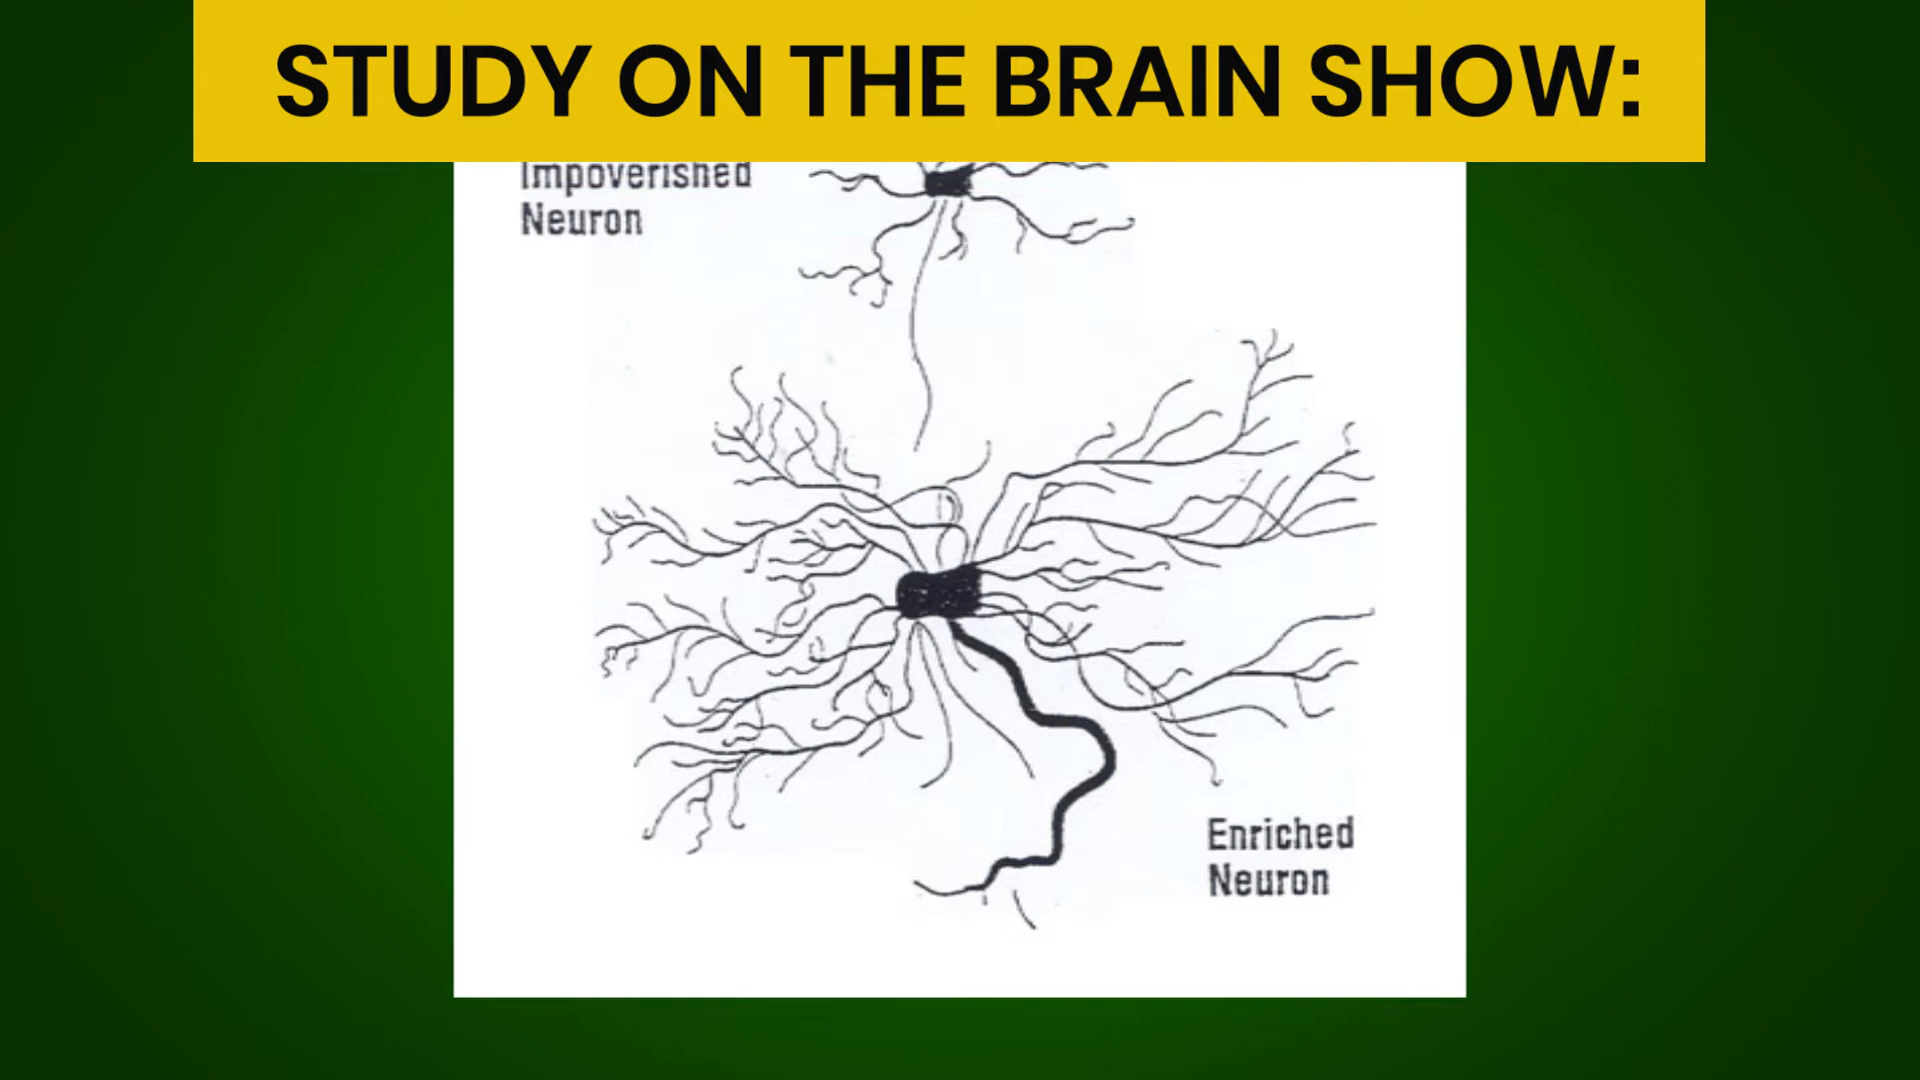 STUDY ON THE BRAIN SHOW:
Impoverished
Neuron
Enriched
Neuron